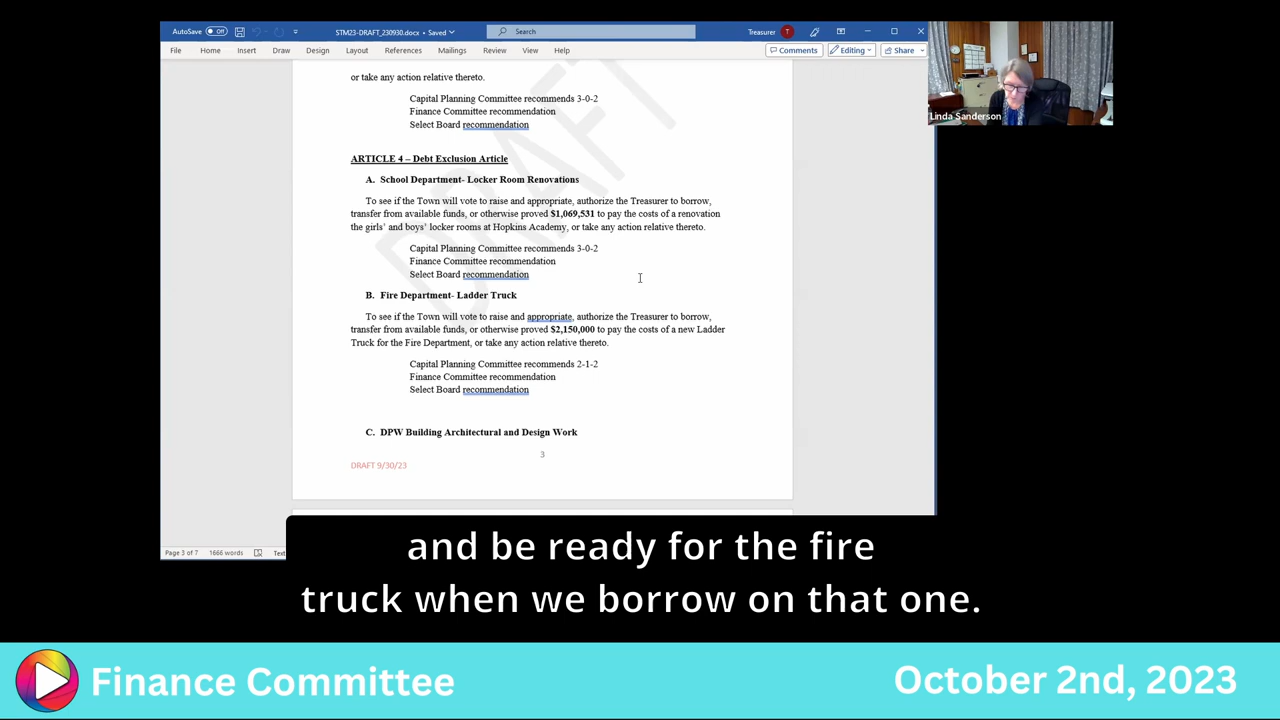 AutoSave Off
STM23-DRAFT_230930.docx • Saved
Search
Treasurer T
File Home Insert Draw Design Layout References Mailings Review View Help
Comments Editing Share
Linda Sanderson
DRAFT
or take any action relative thereto.
Capital Planning Committee recommends 3-0-2
Finance Committee recommendation
Select Board recommendation
ARTICLE 4 – Debt Exclusion Article
A. School Department- Locker Room Renovations
To see if the Town will vote to raise and appropriate, authorize the Treasurer to borrow,
transfer from available funds, or otherwise proved $1,069,531 to pay the costs of a renovation
the girls' and boys' locker rooms at Hopkins Academy, or take any action relative thereto.
Capital Planning Committee recommends 3-0-2
Finance Committee recommendation
Select Board recommendation
B. Fire Department- Ladder Truck
To see if the Town will vote to raise and appropriate, authorize the Treasurer to borrow,
transfer from available funds, or otherwise proved $2,150,000 to pay the costs of a new Ladder
Truck for the Fire Department, or take any action relative thereto.
Capital Planning Committee recommends 2-1-2
Finance Committee recommendation
Select Board recommendation
C. DPW Building Architectural and Design Work
3
DRAFT 9/30/23
Page 3 of 7 1666 words Text
and be ready for the fire
truck when we borrow on that one.
Finance Committee
October 2nd, 2023